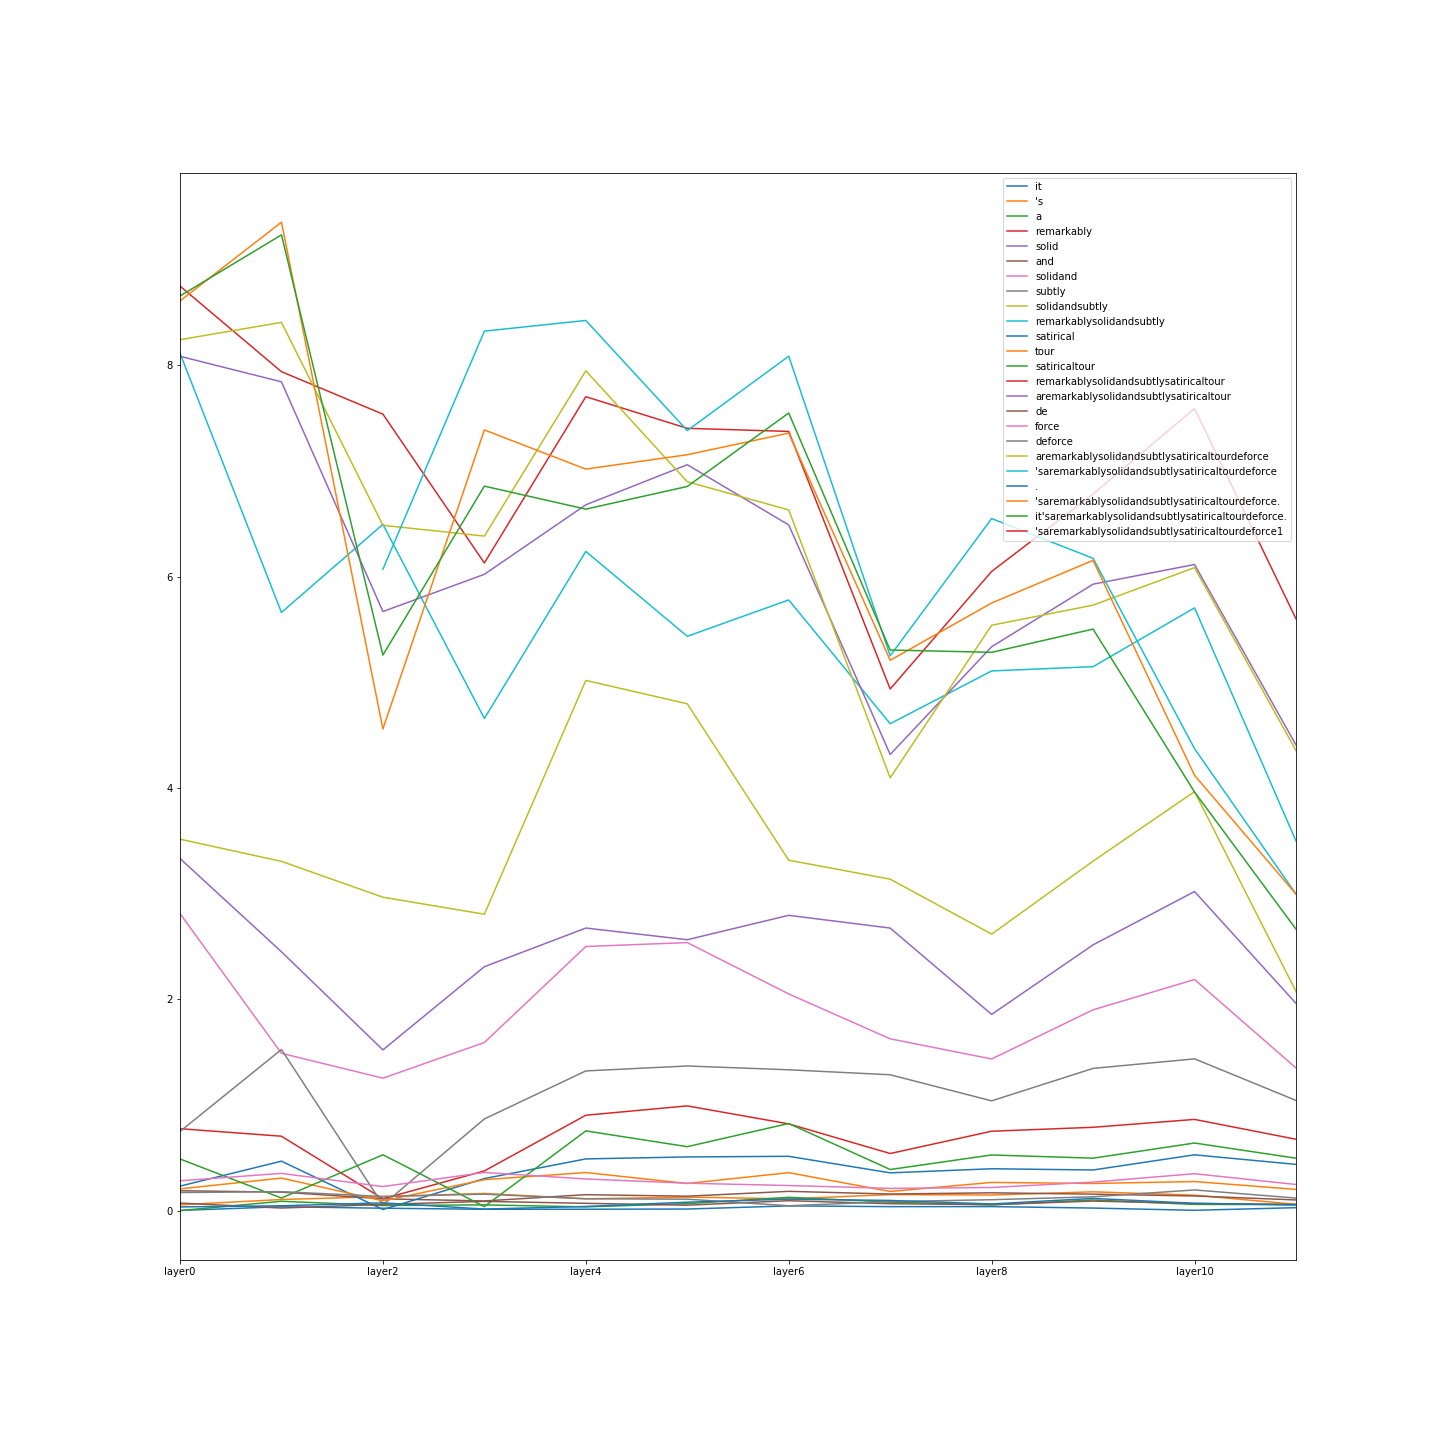 it
's
a
remarkably
solid
and
solidand
subtly
solidandsubtly
remarkablysolidandsubtly
satirical
tour
satiricaltour
remarkablysolidandsubtlysatiricaltour
aremarkablysolidandsubtlysatiricaltour
de
force
deforce
aremarkablysolidandsubtlysatiricaltourdeforce
'saremarkablysolidandsubtlysatiricaltourdeforce
.
'saremarkablysolidandsubtlysatiricaltourdeforce.
it'saremarkablysolidandsubtlysatiricaltourdeforce.
'saremarkablysolidandsubtlysatiricaltourdeforce1
8
6
4
2
0
layer0 layer2 layer4 layer6 layer8 layer10